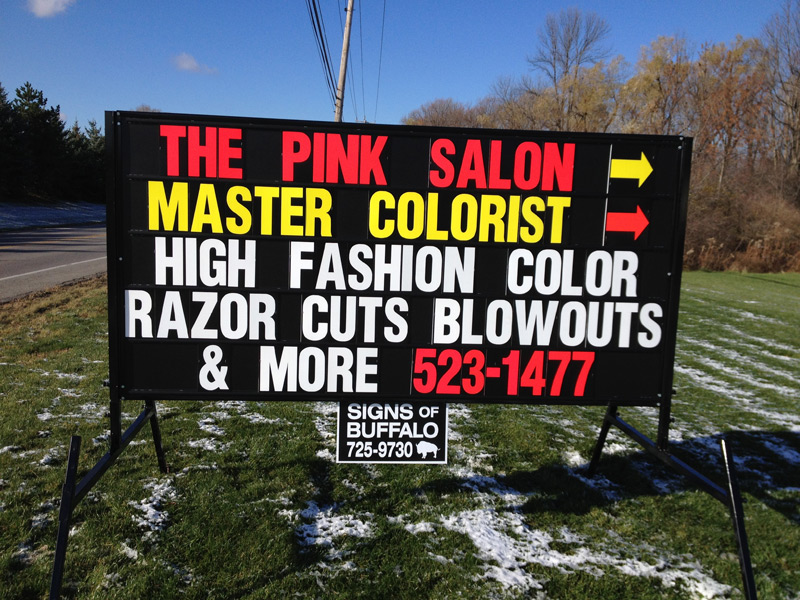 THE PINK SALON →
MASTER COLORIST →
HIGH FASHION COLOR
RAZOR CUTS BLOWOUTS
& MORE 523-1477
SIGNS OF
BUFFALO
725-9730